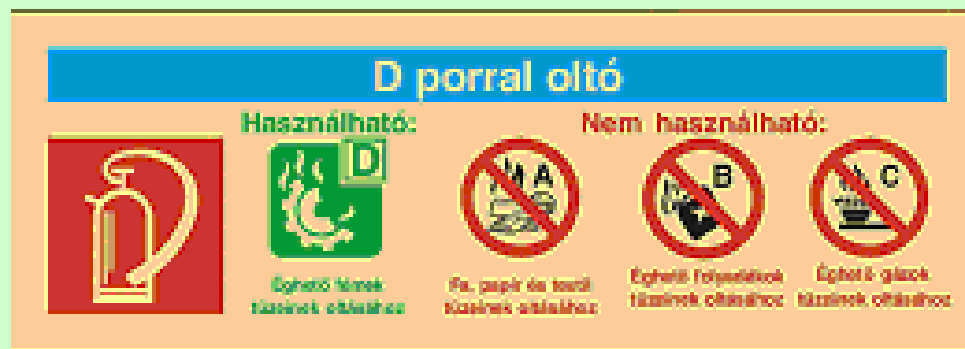 D porral oltó
Használható:
Nem használható:
D
A
B
C
Éghető fémek
tüzeinek oltásához
Fa, papír és textil
tüzeinek oltásához
Éghető folyadékok
tüzeinek oltásához
Éghető gázok
tüzeinek oltásához